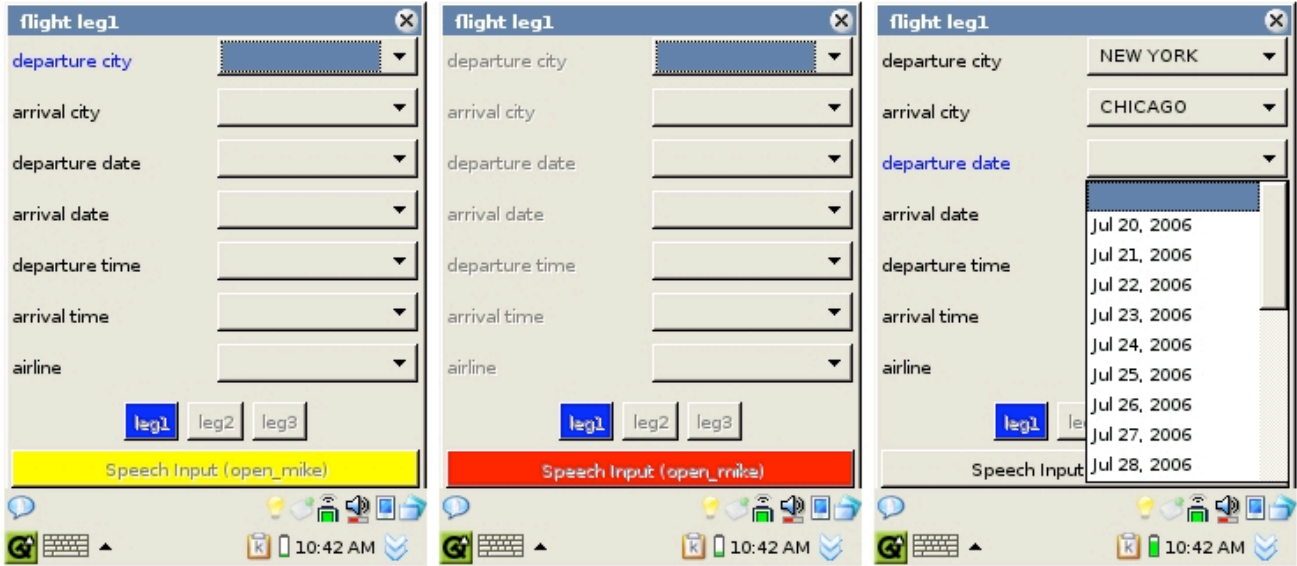 flight leg1
departure city
arrival city
departure date
arrival date
departure time
arrival time
airline
leg1 leg2 leg3
Speech Input (open_mike)
10:42 AM
flight leg1
departure city
arrival city
departure date
arrival date
departure time
arrival time
airline
leg1 leg2 leg3
Speech Input (open_mike)
K 10:42 AM
flight leg1
departure city NEW YORK
arrival city CHICAGO
departure date
arrival date
Jul 20, 2006
Jul 21, 2006
departure time
Jul 22, 2006
Jul 23, 2006
arrival time
Jul 24, 2006
Jul 25, 2006
airline
Jul 26, 2006
leg1 le
Jul 27, 2006
Speech Input
Jul 28, 2006
K 10:42 AM